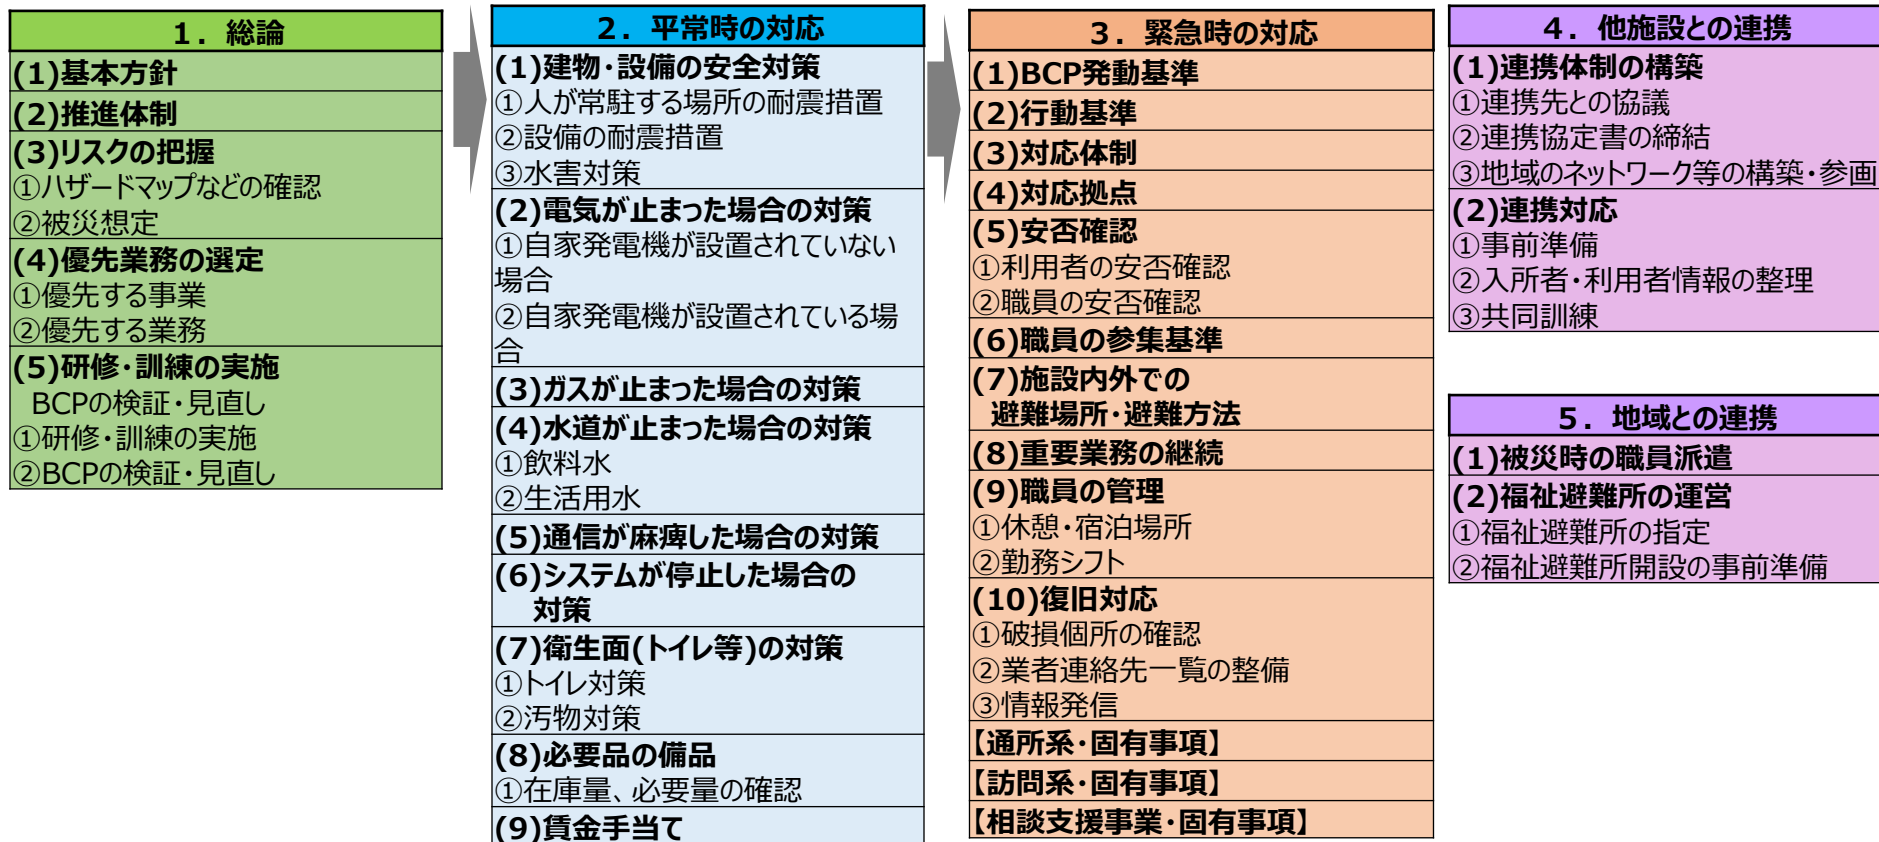 1．総論
(1)基本方針
(2)推進体制
(3)リスクの把握
①ハザードマップなどの確認
②被災想定
(4)優先業務の選定
①優先する事業
②優先する業務
(5)研修・訓練の実施
BCPの検証・見直し
①研修・訓練の実施
②BCPの検証・見直し
2．平常時の対応
(1)建物・設備の安全対策
①人が常駐する場所の耐震措置
②設備の耐震措置
③水害対策
(2)電気が止まった場合の対策
①自家発電機が設置されていない
場合
②自家発電機が設置されている場
合
(3)ガスが止まった場合の対策
(4)水道が止まった場合の対策
①飲料水
②生活用水
(5)通信が麻痺した場合の対策
(6)システムが停止した場合の
対策
(7)衛生面(トイレ等)の対策
①トイレ対策
②汚物対策
(8)必要品の備品
①在庫量、必要量の確認
(9)賃金手当て
3．緊急時の対応
(1)BCP発動基準
(2)行動基準
(3)対応体制
(4)対応拠点
(5)安否確認
①利用者の安否確認
②職員の安否確認
(6)職員の参集基準
(7)施設内外での
避難場所・避難方法
(8)重要業務の継続
(9)職員の管理
①休憩・宿泊場所
②勤務シフト
(10)復旧対応
①破損個所の確認
②業者連絡先一覧の整備
③情報発信
【通所系・固有事項】
【訪問系・固有事項】
【相談支援事業・固有事項】
4．他施設との連携
(1)連携体制の構築
①連携先との協議
②連携協定書の締結
③地域のネットワーク等の構築・参画
(2)連携対応
①事前準備
②入所者・利用者情報の整理
③共同訓練
5．地域との連携
(1)被災時の職員派遣
(2)福祉避難所の運営
①福祉避難所の指定
②福祉避難所開設の事前準備